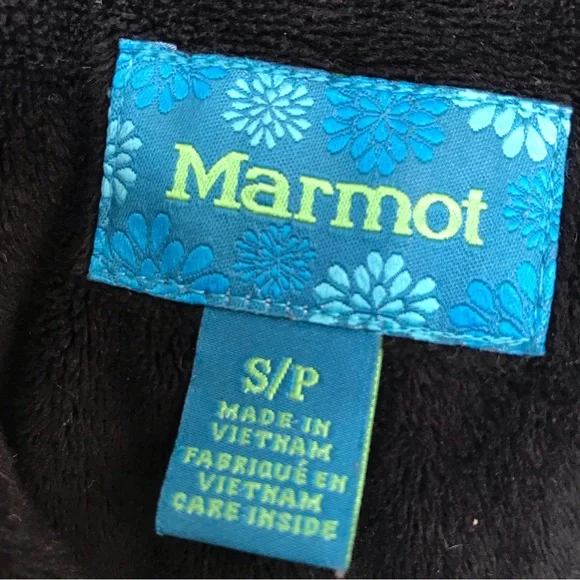 Marmot
S/P
MADE IN
VIETNAM
FABRIQUÉ EN
VIETNAM
CARE INSIDE